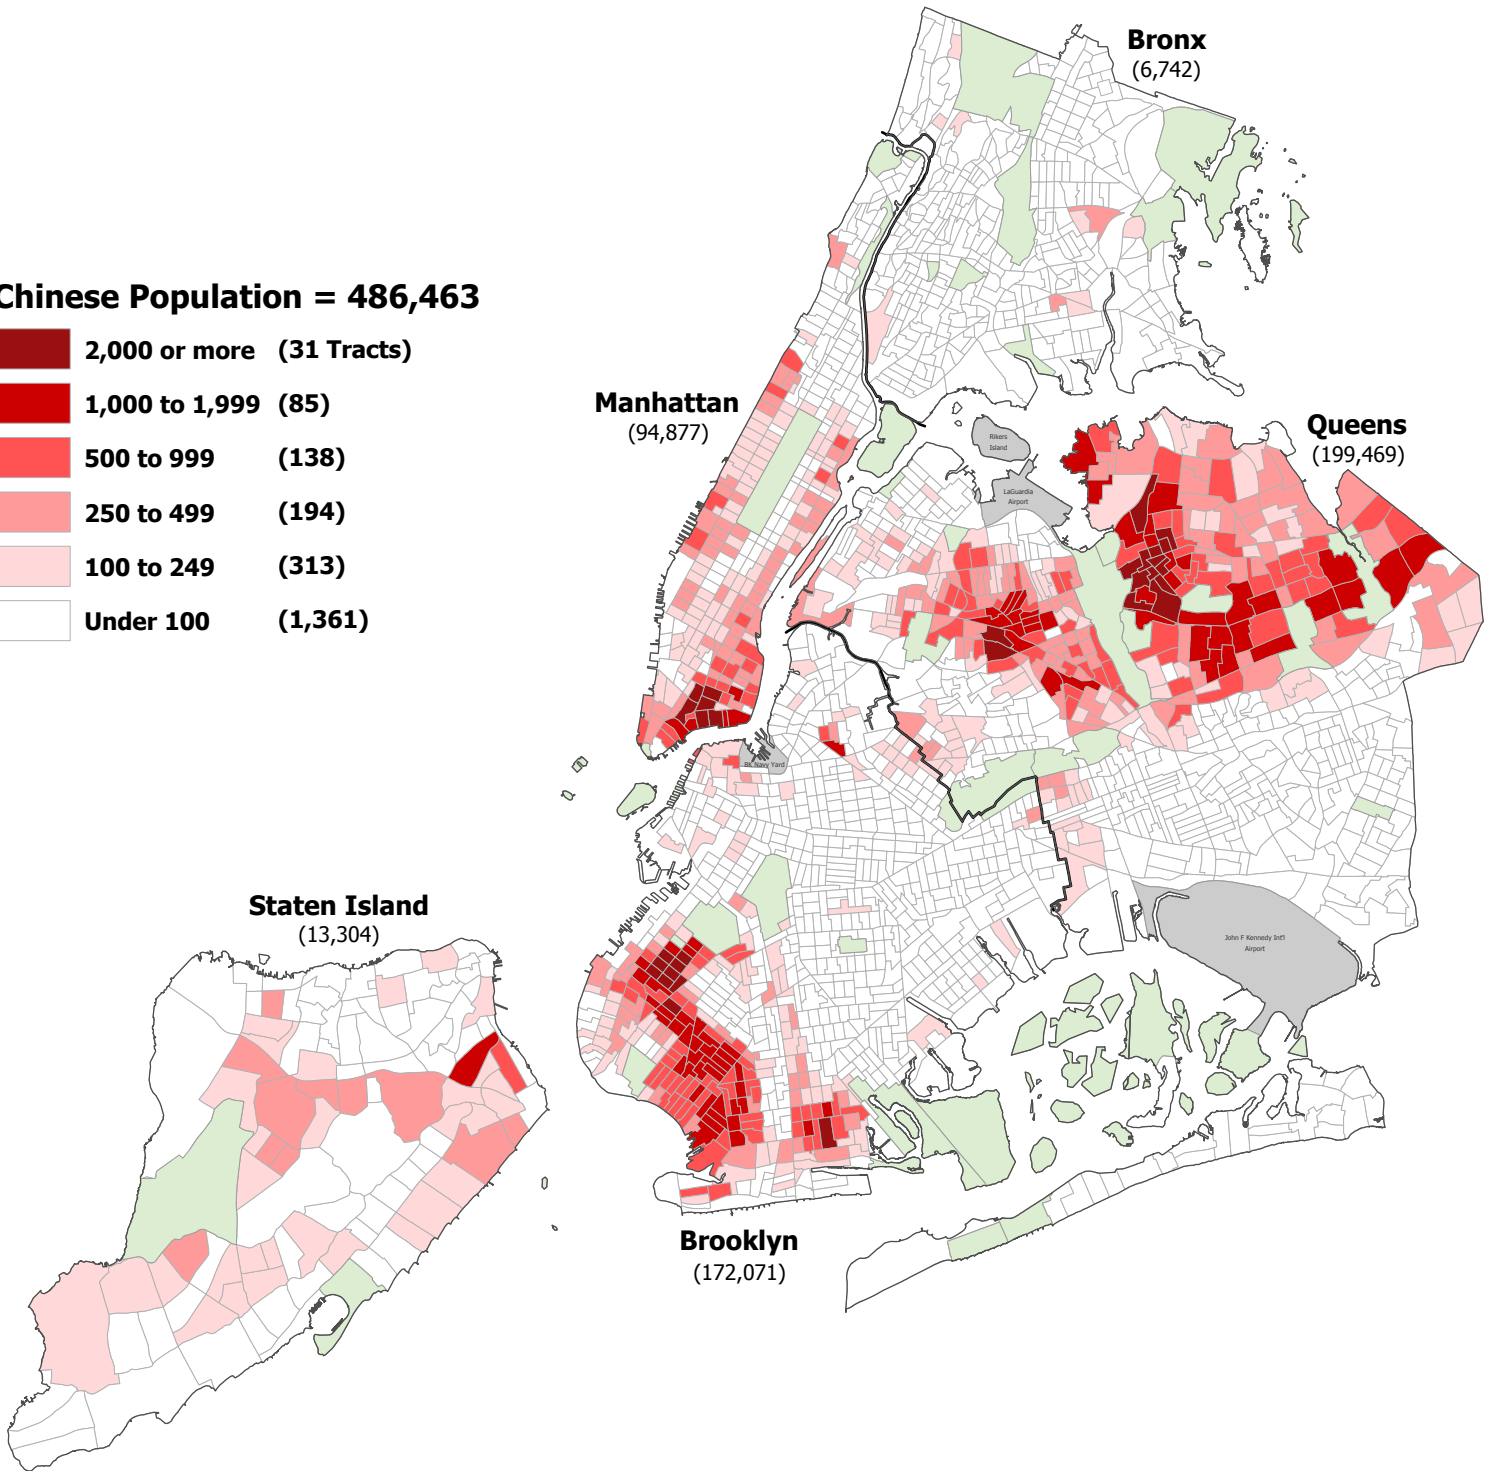 Bronx
(6,742)
Chinese Population = 486,463
2,000 or more (31 Tracts)
1,000 to 1,999 (85)
500 to 999 (138)
250 to 499 (194)
100 to 249 (313)
Under 100 (1,361)
Manhattan
(94,877)
Rikers
Island
LaGuardia
Airport
Queens
(199,469)
BK Navy Yard
Staten Island
(13,304)
John F Kennedy Int'l
Airport
Brooklyn
(172,071)